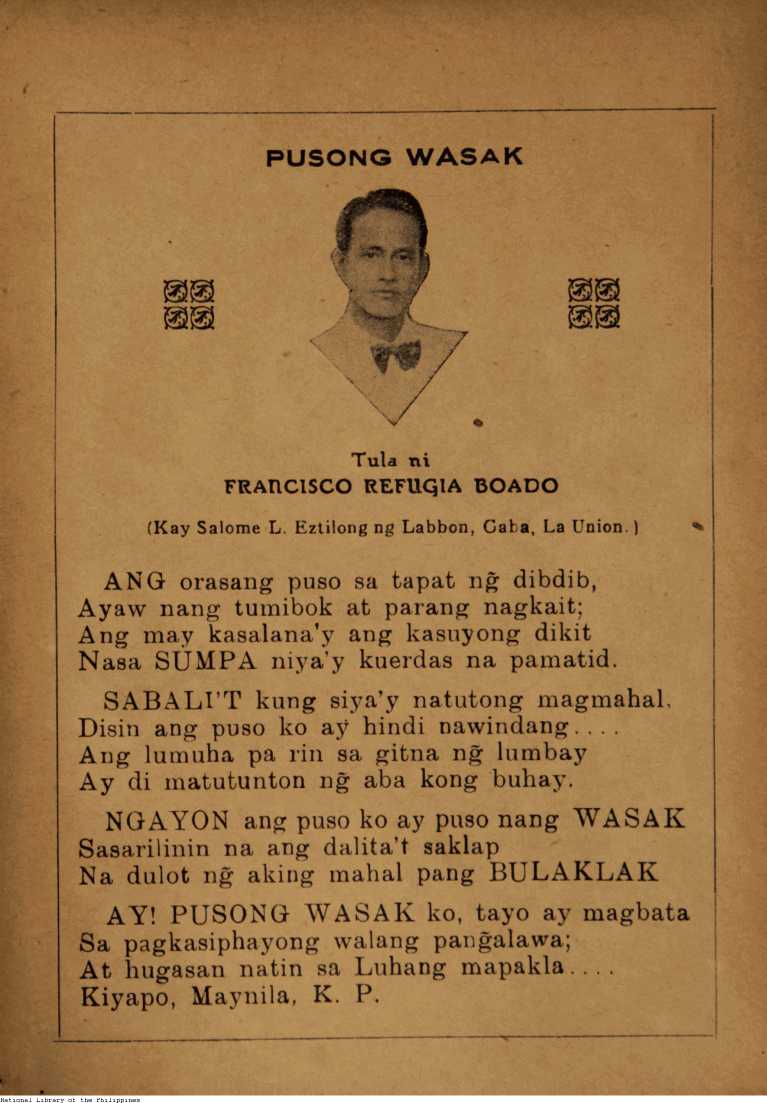 PUSONG WASAK
Tula ni
FRANCISCO REFUGIA BOADO
(Kay Salome L. Eztilong ng Labbon, Caba, La Union.)
ANG orasang puso sa tapat ng̃ dibdib,
Ayaw nang tumibok at parang nagkait;
Ang may kasalana'y ang kasuyong dikit
Nasa SUMPA niya'y kuerdas na pamatid.
SABALI'T kung siya'y natutong magmahal,
Disin ang puso ko ay hindi nawindang....
Ang lumuha pa rin sa gitna ng̃ lumbay
Ay di matutunton ng̃ aba kong buhay.
NGAYON ang puso ko ay puso nang WASAK
Sasarilinin na ang dalita't saklap
Na dulot ng̃ aking mahal pang BULAKLAK
AY! PUSONG WASAK ko, tayo ay magbata
Sa pagkasiphayong walang pang̃alawa;
At hugasan natin sa Luhang mapakla....
Kiyapo, Maynila, K. P.
National Library of the Philippines